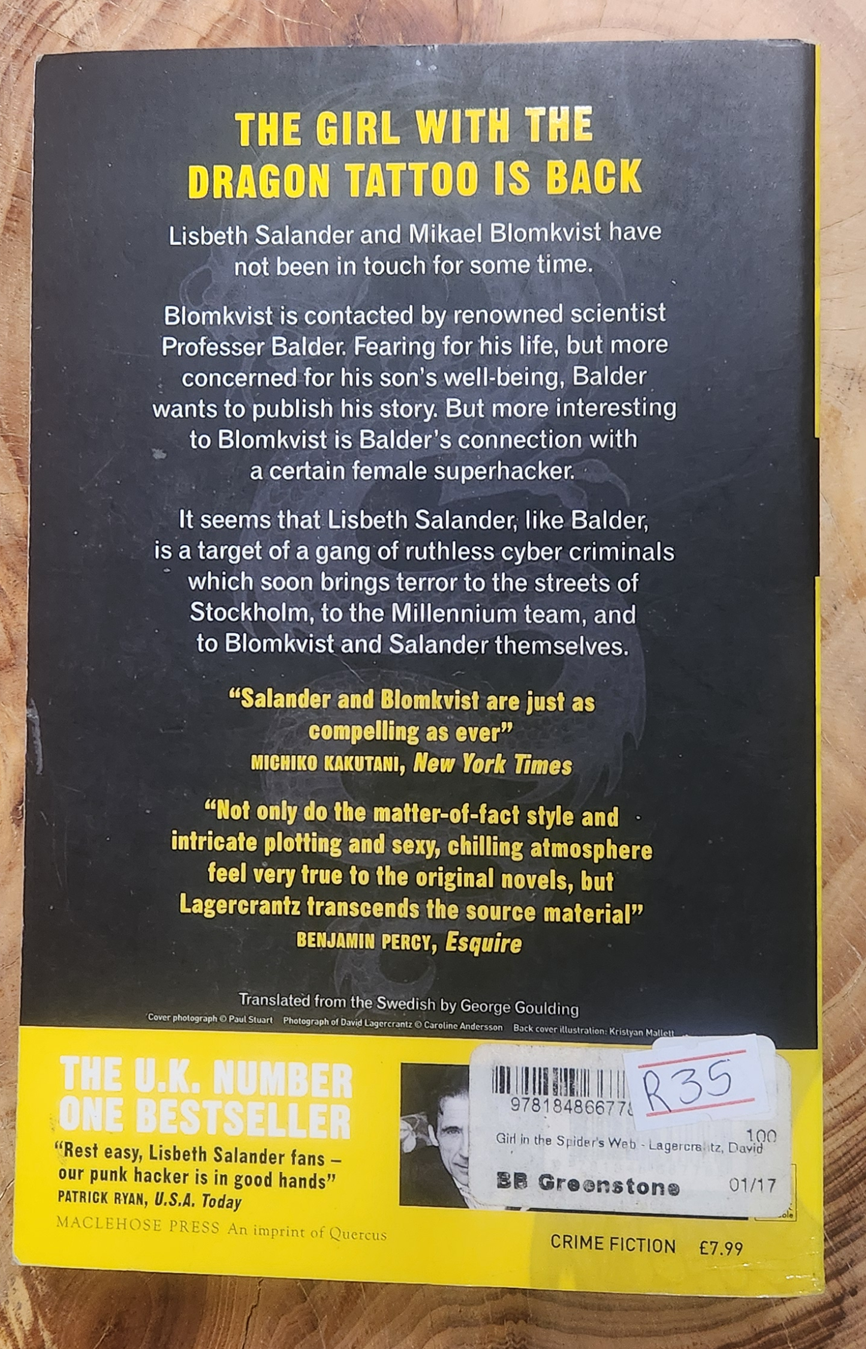 THE GIRL WITH THE
DRAGON TATTOO IS BACK
Lisbeth Salander and Mikael Blomkvist have
not been in touch for some time.
Blomkvist is contacted by renowned scientist
Professer Balder. Fearing for his life, but more
concerned for his son's well-being, Balder
wants to publish his story. But more interesting
to Blomkvist is Balder's connection with
a certain female superhacker.
It seems that Lisbeth Salander, like Balder,
is a target of a gang of ruthless cyber criminals
which soon brings terror to the streets of
Stockholm, to the Millennium team, and
to Blomkvist and Salander themselves.
“Salander and Blomkvist are just as
compelling as ever”
MICHIKO KAKUTANI, New York Times
“Not only do the matter-of-fact style and
intricate plotting and sexy, chilling atmosphere
feel very true to the original novels, but
Lagercrantz transcends the source material”
BENJAMIN PERCY, Esquire
Translated from the Swedish by George Goulding
Cover photograph © Paul Stuart Photograph of David Lagercrantz © Caroline Andersson Back cover illustration: Kristyan Mallett
THE U.K. NUMBER
ONE BESTSELLER
“Rest easy, Lisbeth Salander fans –
our punk hacker is in good hands”
PATRICK RYAN, U.S.A. Today
MACLEHOSE PRESS An imprint of Quercus
R35
978184866778
100
Girl in the Spider's Web - Lagercrantz, David
BB Greenstone 01/17
CRIME FICTION £7.99